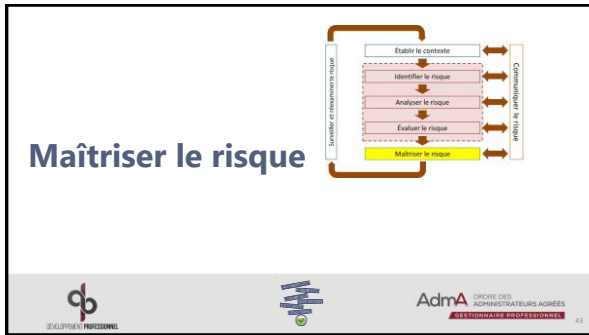 Maîtriser le risque
Surveiller et réexaminer le risque
Établir le contexte
Identifier le risque
Analyser le risque
Évaluer le risque
Maîtriser le risque
Communiquer le risque
DÉVELOPPEMENT PROFESSIONNEL
AdmA ORDRE DES
ADMINISTRATEURS AGRÉÉS
GESTIONNAIRE PROFESSIONNEL
43